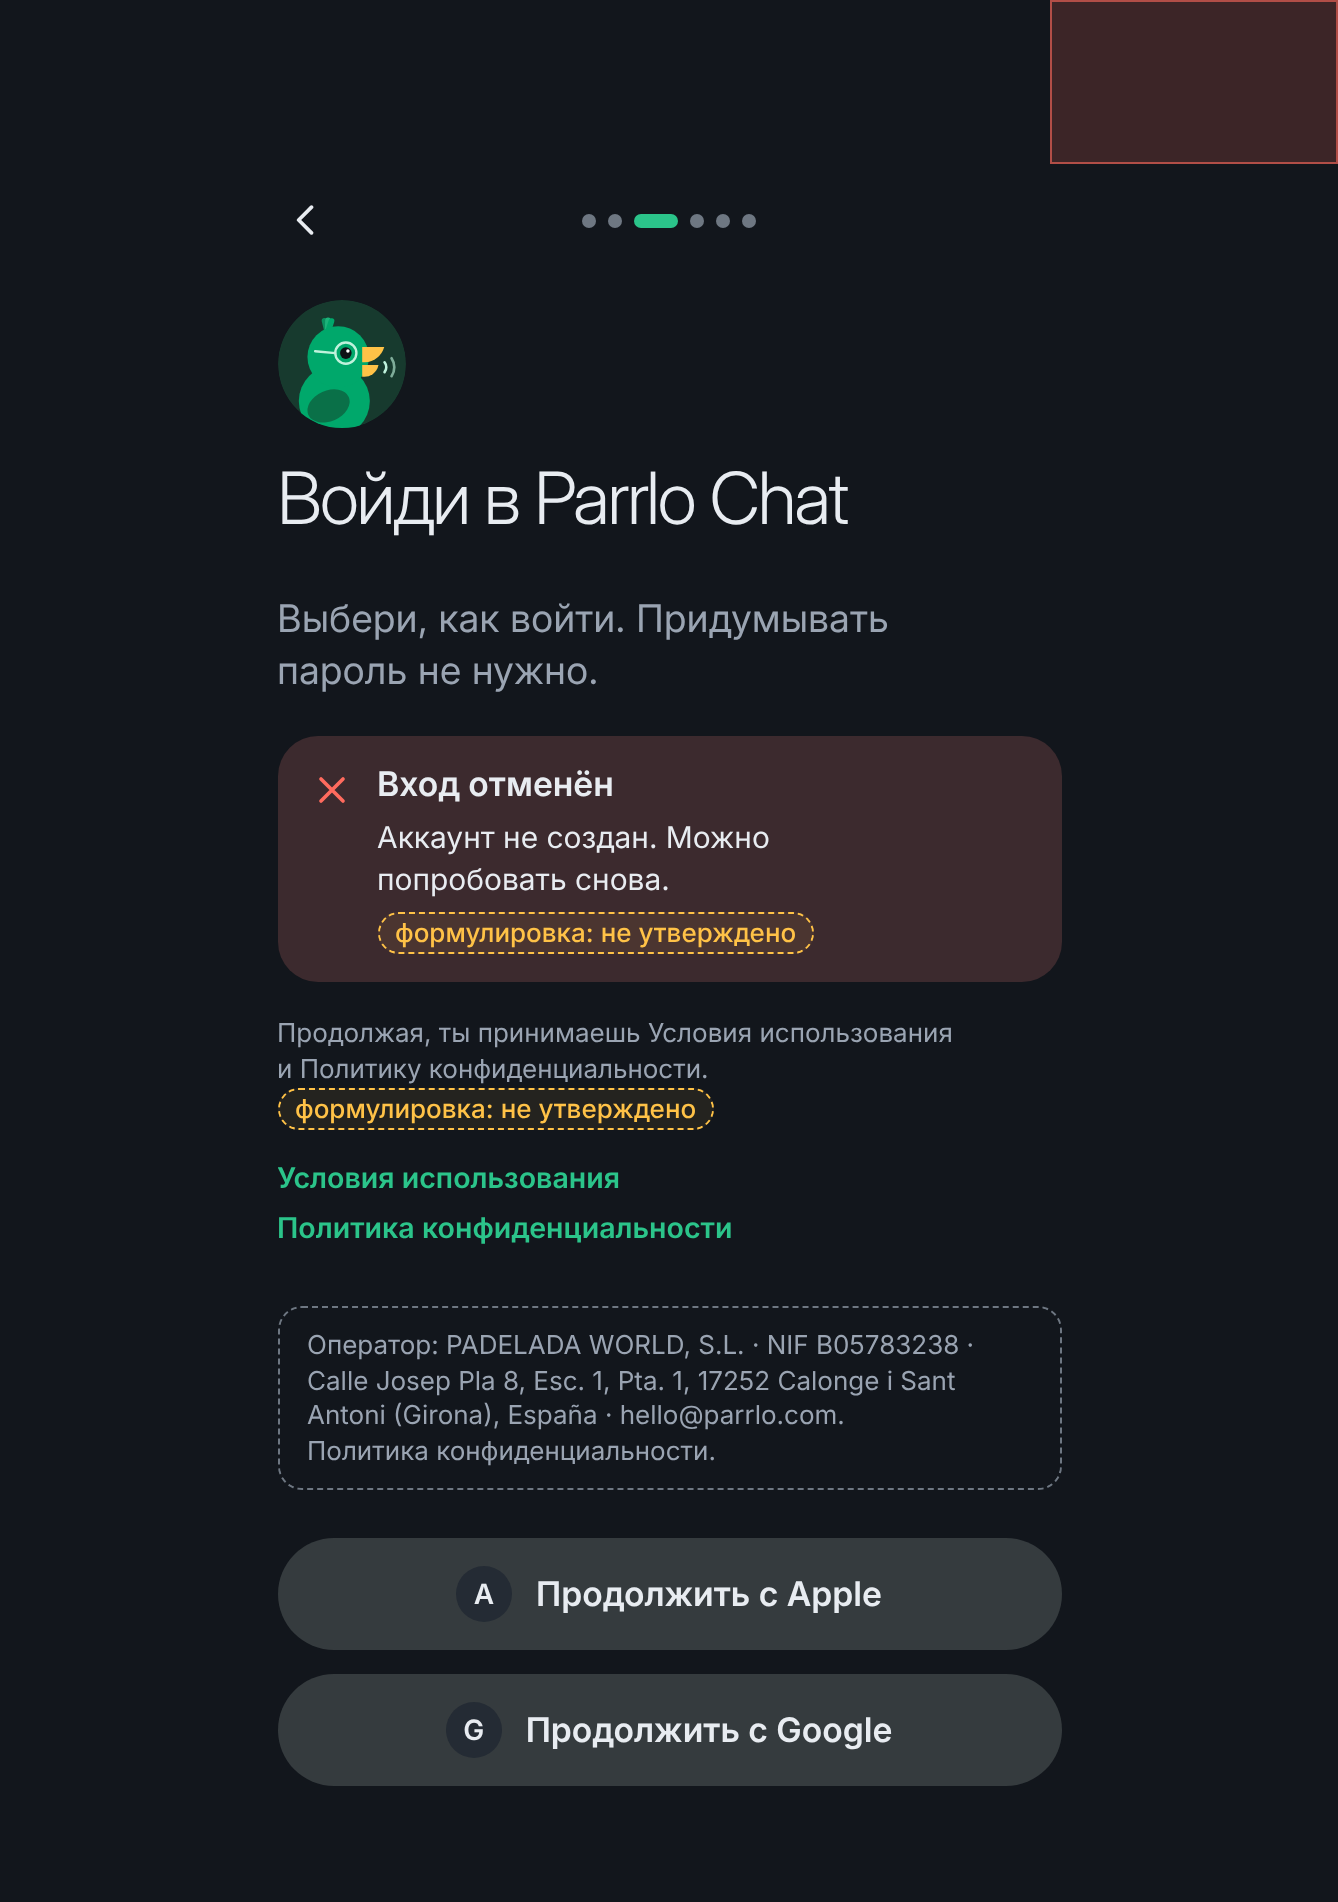 Войди в Parrlo Chat
Выбери, как войти. Придумывать
пароль не нужно.
Вход отменён
Аккаунт не создан. Можно
попробовать снова.
формулировка: не утверждено
Продолжая, ты принимаешь Условия использования
и Политику конфиденциальности.
формулировка: не утверждено
Условия использования
Политика конфиденциальности
Оператор: PADELADA WORLD, S.L. · NIF B05783238 ·
Calle Josep Pla 8, Esc. 1, Pta. 1, 17252 Calonge i Sant
Antoni (Girona), España · hello@parrlo.com.
Политика конфиденциальности.
A Продолжить с Apple
G Продолжить с Google